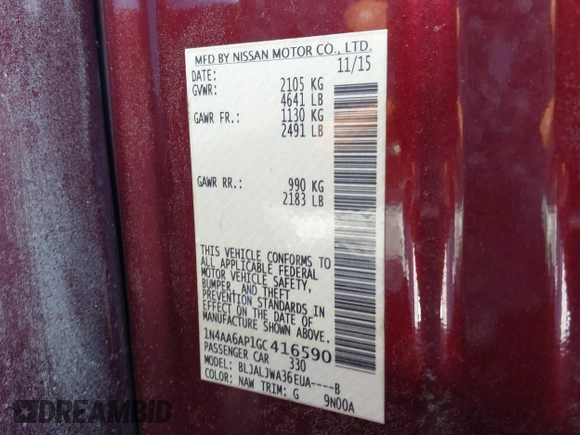 MFD BY NISSAN MOTOR CO., LTD.
DATE: 11/15
GVWR: 2105 KG
4641 LB
GAWR FR.: 1130 KG
2491 LB
GAWR RR.: 990 KG
2183 LB
THIS VEHICLE CONFORMS TO
ALL APPLICABLE FEDERAL
MOTOR VEHICLE SAFETY,
BUMPER, AND THEFT
PREVENTION STANDARDS IN
EFFECT ON THE DATE OF
MANUFACTURE SHOWN ABOVE.
1N4AA6AP1GC416590
PASSENGER CAR 330
MODEL: BLJALJWA36EUA----B
COLOR: NAW TRIM: G 9N00A
DREAMBID